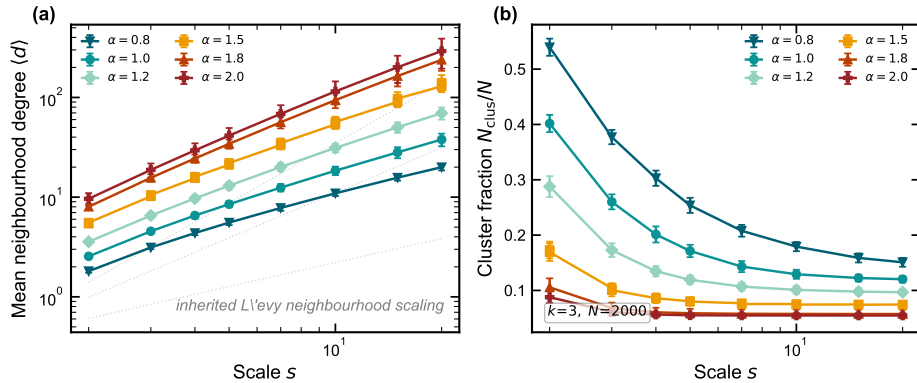 (a)
Mean neighbourhood degree ⟨d⟩
α = 0.8
α = 1.0
α = 1.2
α = 1.5
α = 1.8
α = 2.0
10²
10¹
10⁰
inherited L\'evy neighbourhood scaling
10¹
Scale s
(b)
Cluster fraction N_clus/N
α = 0.8
α = 1.0
α = 1.2
α = 1.5
α = 1.8
α = 2.0
0.5
0.4
0.3
0.2
0.1
k=3, N=2000
10¹
Scale s